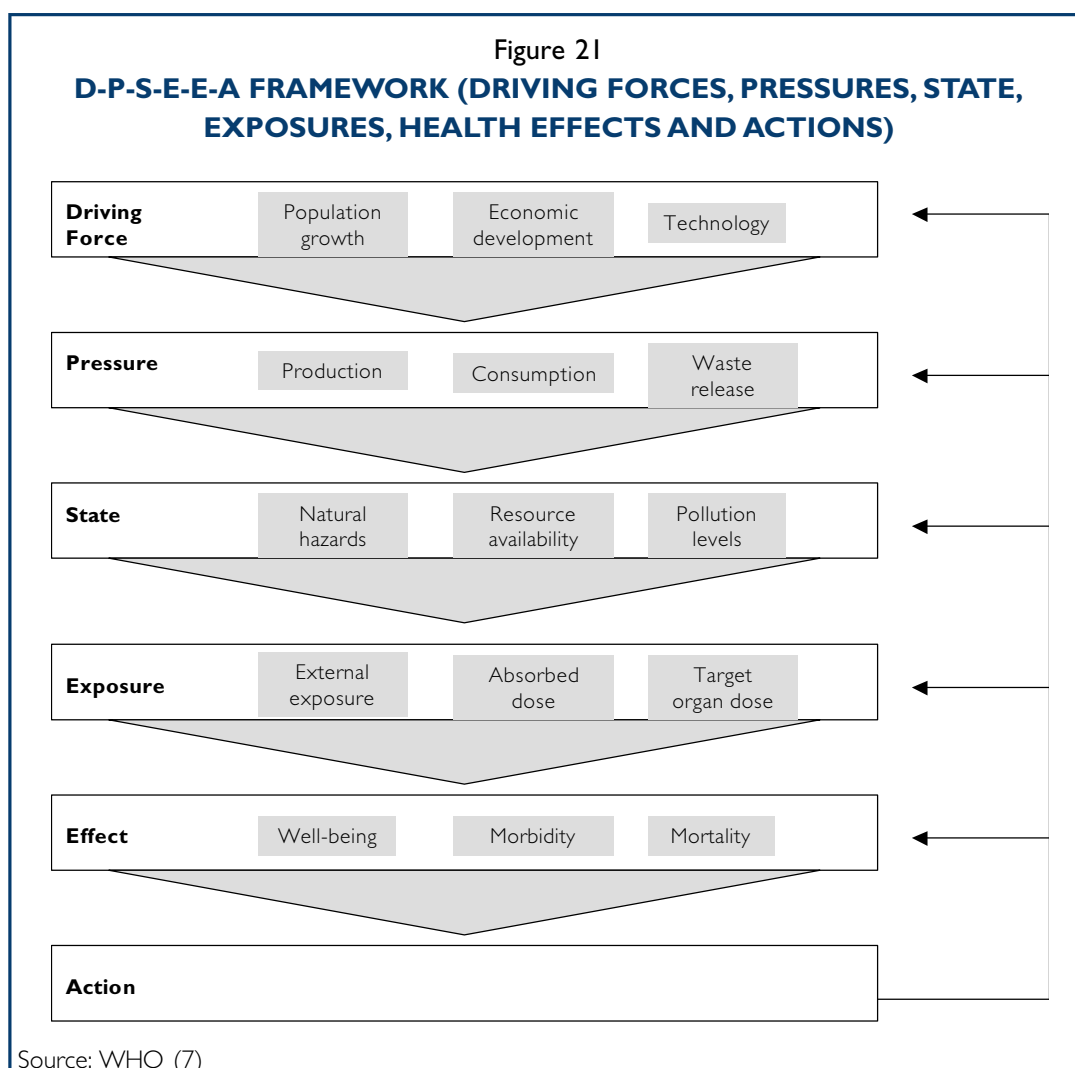 Figure 21
D-P-S-E-E-A FRAMEWORK (DRIVING FORCES, PRESSURES, STATE,
EXPOSURES, HEALTH EFFECTS AND ACTIONS)
Driving
Force
Population
growth
Economic
development
Technology
Pressure
Production
Consumption
Waste
release
State
Natural
hazards
Resource
availability
Pollution
levels
Exposure
External
exposure
Absorbed
dose
Target
organ dose
Effect
Well-being
Morbidity
Mortality
Action
Source: WHO (7)